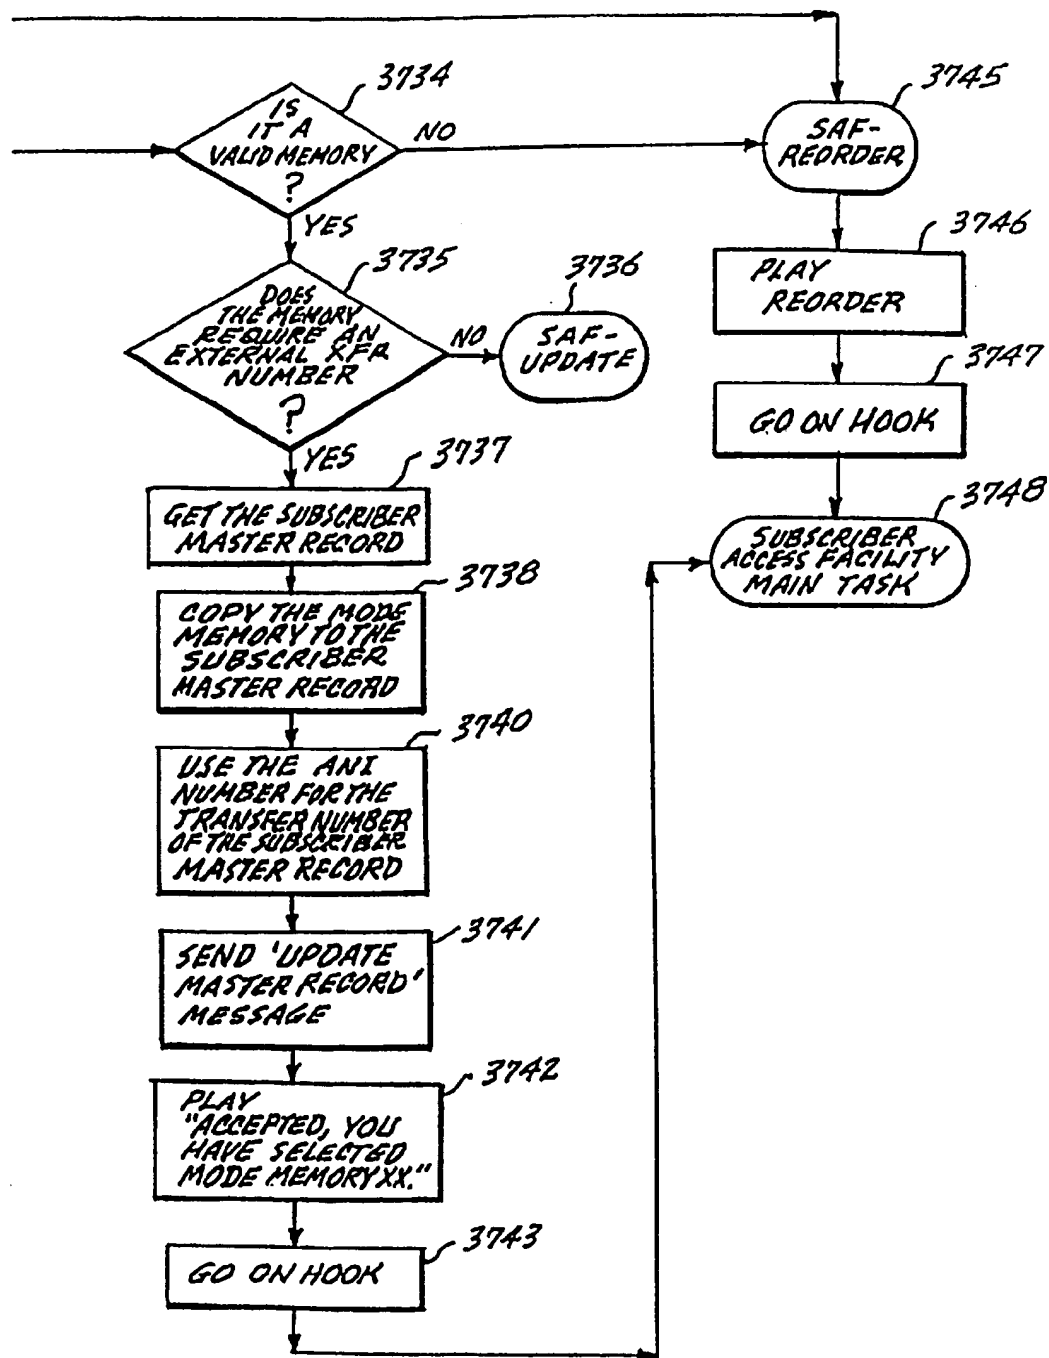 3734
IS
IT A
VALID MEMORY
?
NO
YES
3745
SAF-
REORDER
3746
PLAY
REORDER
3735
DOES
THE MEMORY
REQUIRE AN
EXTERNAL XFR
NUMBER
?
NO
YES
3736
SAF-
UPDATE
3747
GO ON HOOK
3737
GET THE SUBSCRIBER
MASTER RECORD
3748
SUBSCRIBER
ACCESS FACILITY
MAIN TASK
3738
COPY THE MODE
MEMORY TO THE
SUBSCRIBER
MASTER RECORD
3740
USE THE ANI
NUMBER FOR THE
TRANSFER NUMBER
OF THE SUBSCRIBER
MASTER RECORD
3741
SEND 'UPDATE
MASTER RECORD'
MESSAGE
3742
PLAY
"ACCEPTED, YOU
HAVE SELECTED
MODE MEMORY XX."
3743
GO ON HOOK